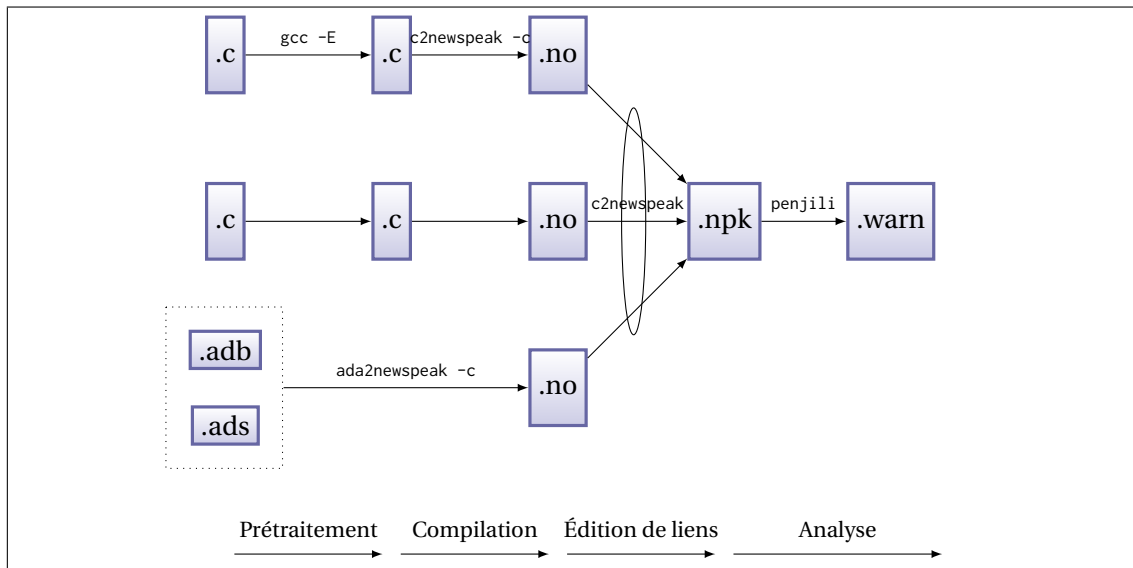 gcc -E
c2newspeak -c
.c
.c
.no
c2newspeak
penjili
.c
.c
.no
.npk
.warn
.adb
ada2newspeak -c
.no
.ads
Prétraitement
Compilation
Édition de liens
Analyse